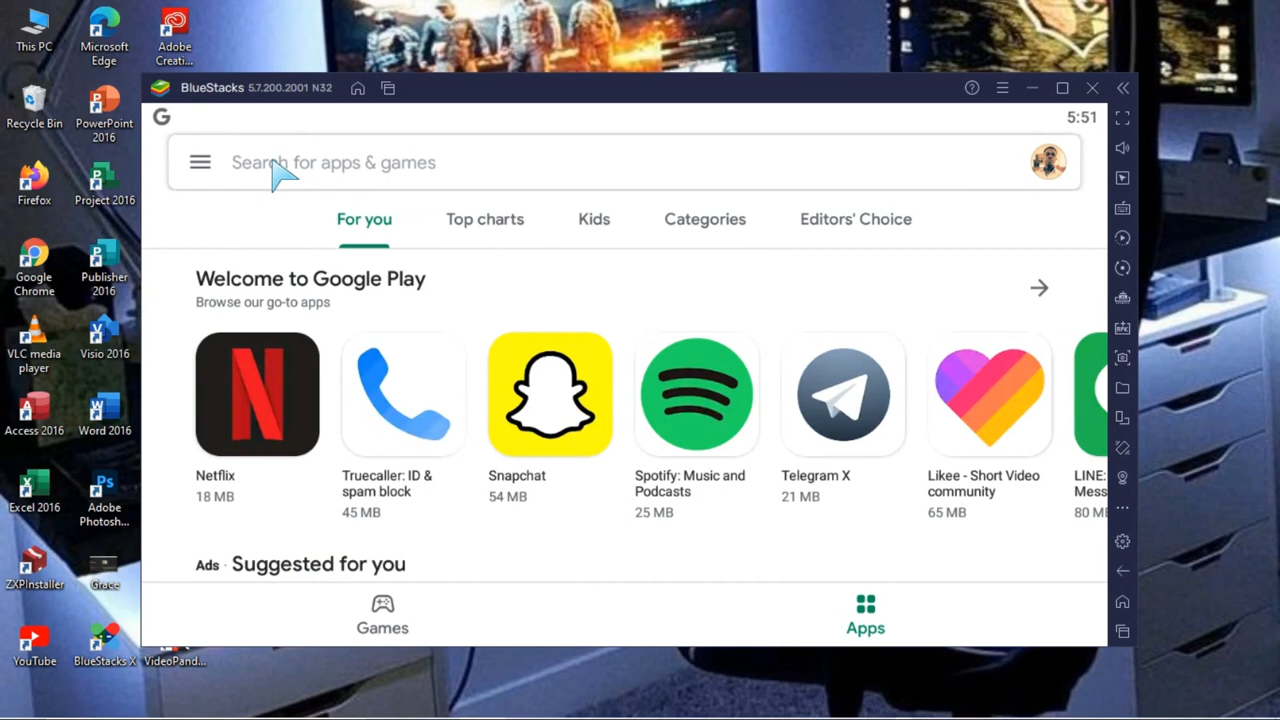 This PC
Microsoft
Edge
Adobe
Creati...
Recycle Bin
PowerPoint
2016
Firefox
Project 2016
Google
Chrome
Publisher
2016
VLC media
player
Visio 2016
Access 2016
Word 2016
Excel 2016
Adobe
Photosh...
ZXPInstaller
Grace
YouTube
BlueStacks X
VideoPand...
BlueStacks 5.7.200.2001 N32
5:51
Search for apps & games
For you
Top charts
Kids
Categories
Editors' Choice
Welcome to Google Play
Browse our go-to apps
Netflix
18 MB
Truecaller: ID &
spam block
45 MB
Snapchat
54 MB
Spotify: Music and
Podcasts
25 MB
Telegram X
21 MB
Likee - Short Video
community
65 MB
LINE:
Mess
80 MB
Ads · Suggested for you
Games
Apps